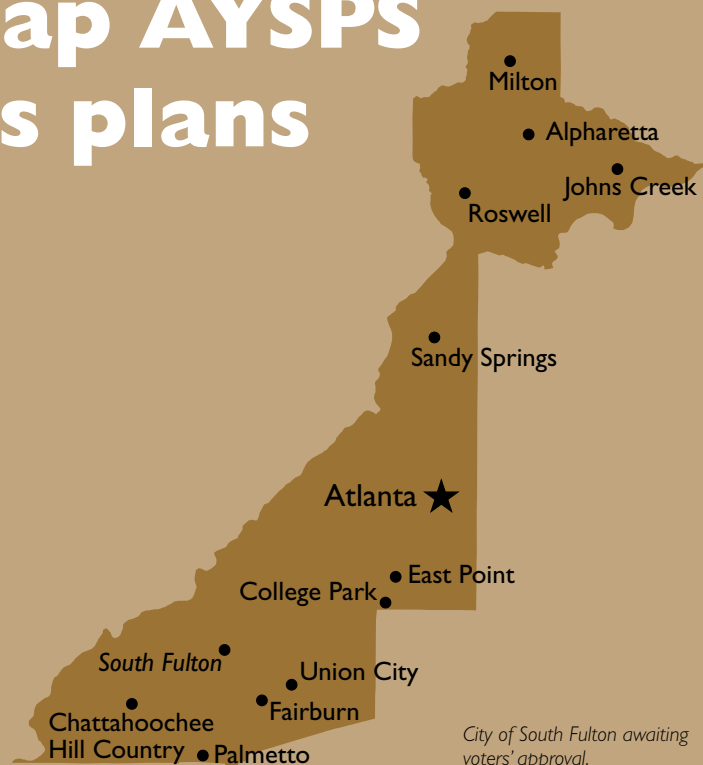 ap AYSPS
s plans
Milton
Alpharetta
Johns Creek
Roswell
Sandy Springs
Atlanta
East Point
College Park
South Fulton
Union City
Fairburn
Chattahoochee
Hill Country
Palmetto
City of South Fulton awaiting
voters' approval.